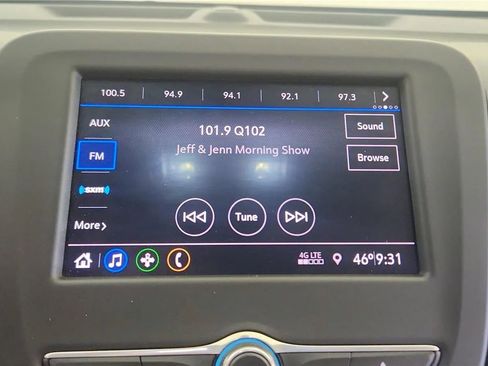 100.5 94.9 94.1 92.1 97.3
AUX
101.9 Q102
Sound
FM
Jeff & Jenn Morning Show
Browse
sxm
Tune
More
4G LTE
46° 9:31